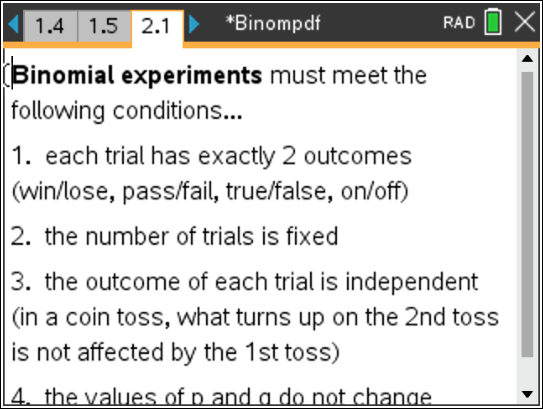 1.4 1.5 2.1 *Binompdf RAD
Binomial experiments must meet the
following conditions...
1. each trial has exactly 2 outcomes
(win/lose, pass/fail, true/false, on/off)
2. the number of trials is fixed
3. the outcome of each trial is independent
(in a coin toss, what turns up on the 2nd toss
is not affected by the 1st toss)
4. the values of p and q do not change